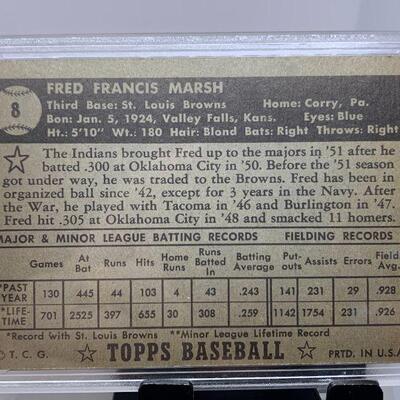 8
FRED FRANCIS MARSH
Third Base: St. Louis Browns Home: Corry, Pa.
Bon: Jan. 5, 1924, Valley Falls, Kans. Eyes: Blue
Ht.: 5'10" Wt.: 180 Hair: Blond Bats: Right Throws: Right
The Indians brought Fred up to the majors in '51 after he
batted .300 at Oklahoma City in '50. Before the '51 season
got under way, he was traded to the Browns. Fred has been in
organized ball since '42, except for 3 years in the Navy. After
the War, he played with Tacoma in '46 and Burlington in '47.
Fred hit .305 at Oklahoma City in '48 and smacked 11 homers.
MAJOR & MINOR LEAGUE BATTING RECORDS FIELDING RECORDS
Games At Bat Runs Hits Home Runs Runs Batted In Batting Average Put-outs Assists Errors Field. Avg.
*PAST YEAR 130 445 44 103 4 43 .243 141 231 29 .928
*LIFE-TIME 701 2525 397 655 30 308 .259 1142 1754 231 .926
*Record with St. Louis Browns **Minor League Lifetime Record
© T. C. G. TOPPS BASEBALL PRTD. IN U.S.A.